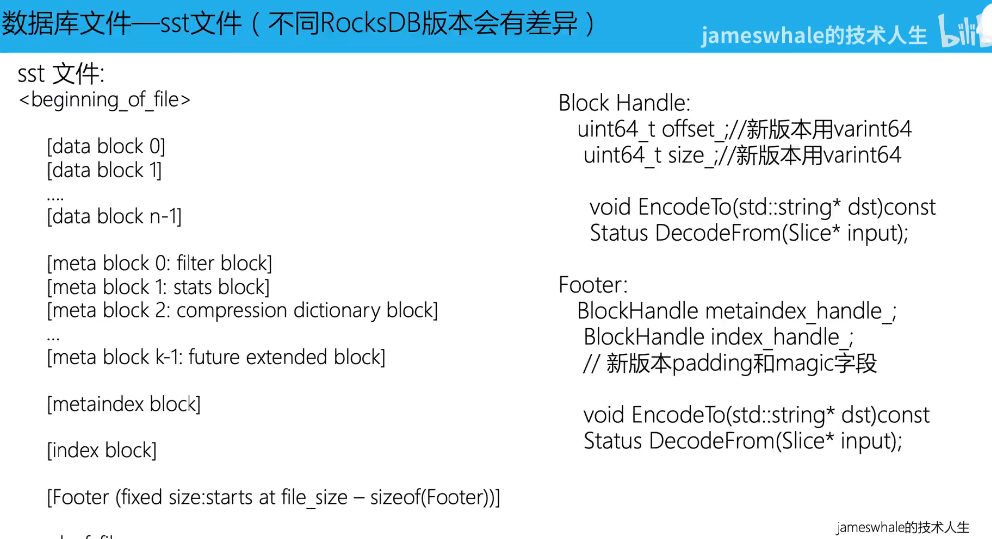 数据库文件—sst文件（不同RocksDB版本会有差异）
jameswhale的技术人生 bili
sst 文件:
<beginning_of_file>
[data block 0]
[data block 1]
....
[data block n-1]
[meta block 0: filter block]
[meta block 1: stats block]
[meta block 2: compression dictionary block]
...
[meta block k-1: future extended block]
[metaindex block]
[index block]
[Footer (fixed size:starts at file_size – sizeof(Footer))]
Block Handle:
uint64_t offset_;//新版本用varint64
uint64_t size_;//新版本用varint64
void EncodeTo(std::string* dst)const
Status DecodeFrom(Slice* input);
Footer:
BlockHandle metaindex_handle_;
BlockHandle index_handle_;
// 新版本padding和magic字段
void EncodeTo(std::string* dst)const
Status DecodeFrom(Slice* input);
jameswhale的技术人生